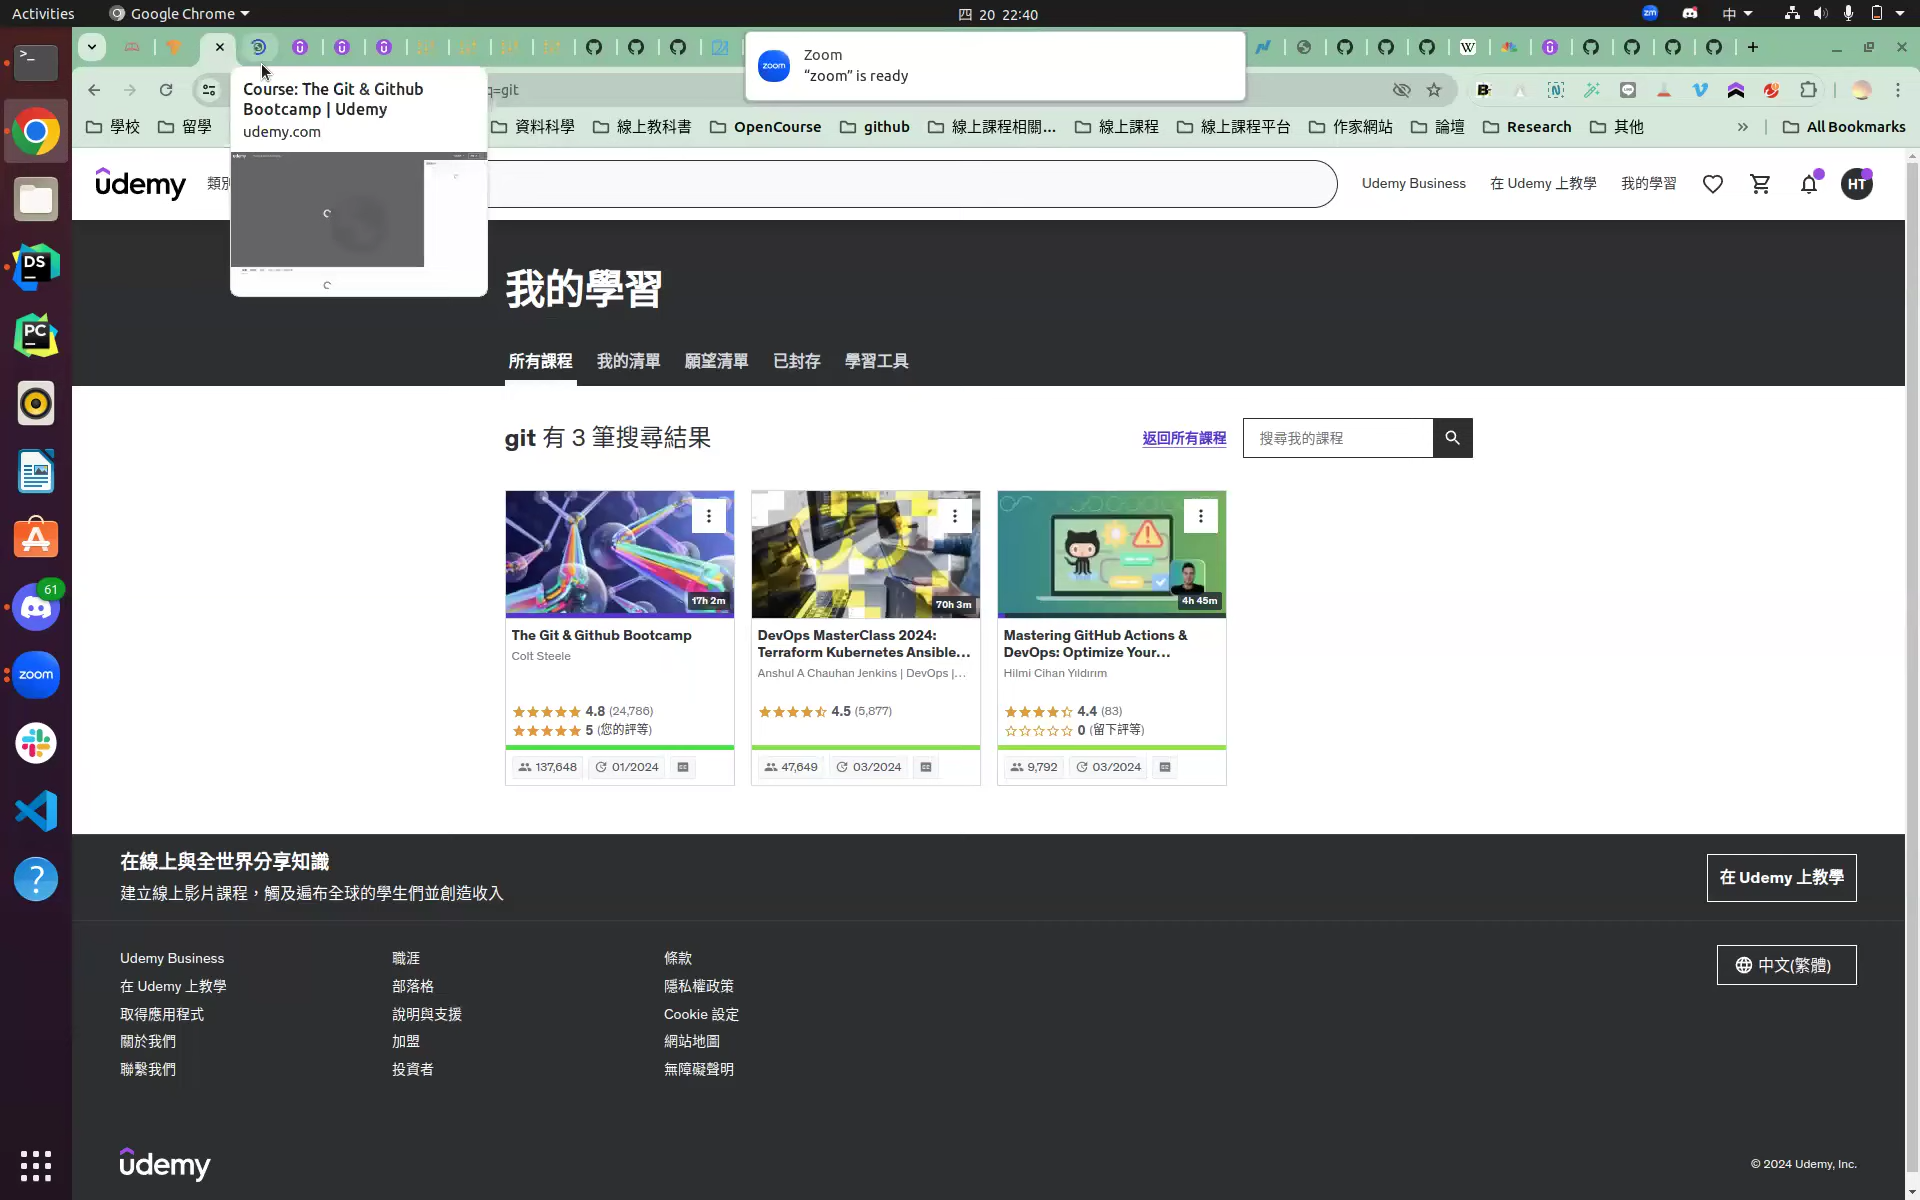 Activities
Google Chrome
四 20 22:40
zm
中
Zoom
“zoom” is ready
zoom
Course: The Git & Github
Bootcamp | Udemy
udemy.com
q=git
學校
留學
資料科學
線上教科書
OpenCourse
github
線上課程相關...
線上課程
線上課程平台
作家網站
論壇
Research
其他
»
All Bookmarks
udemy
類別
Udemy Business
在 Udemy 上教學
我的學習
HT
我的學習
所有課程
我的清單
願望清單
已封存
學習工具
git 有 3 筆搜尋結果
返回所有課程
搜尋我的課程
17h 2m
The Git & Github Bootcamp
Colt Steele
4.8 (24,786)
5 (您的評等)
137,648
01/2024
70h 3m
DevOps MasterClass 2024:
Terraform Kubernetes Ansible...
Anshul A Chauhan Jenkins | DevOps |...
4.5 (5,877)
47,649
03/2024
4h 45m
Mastering GitHub Actions &
DevOps: Optimize Your...
Hilmi Cihan Yıldırım
4.4 (83)
0 (留下評等)
9,792
03/2024
在線上與全世界分享知識
建立線上影片課程，觸及遍布全球的學生們並創造收入
在 Udemy 上教學
Udemy Business
在 Udemy 上教學
取得應用程式
關於我們
聯繫我們
職涯
部落格
說明與支援
加盟
投資者
條款
隱私權政策
Cookie 設定
網站地圖
無障礙聲明
中文(繁體)
udemy
© 2024 Udemy, Inc.
DS
PC
61
zoom